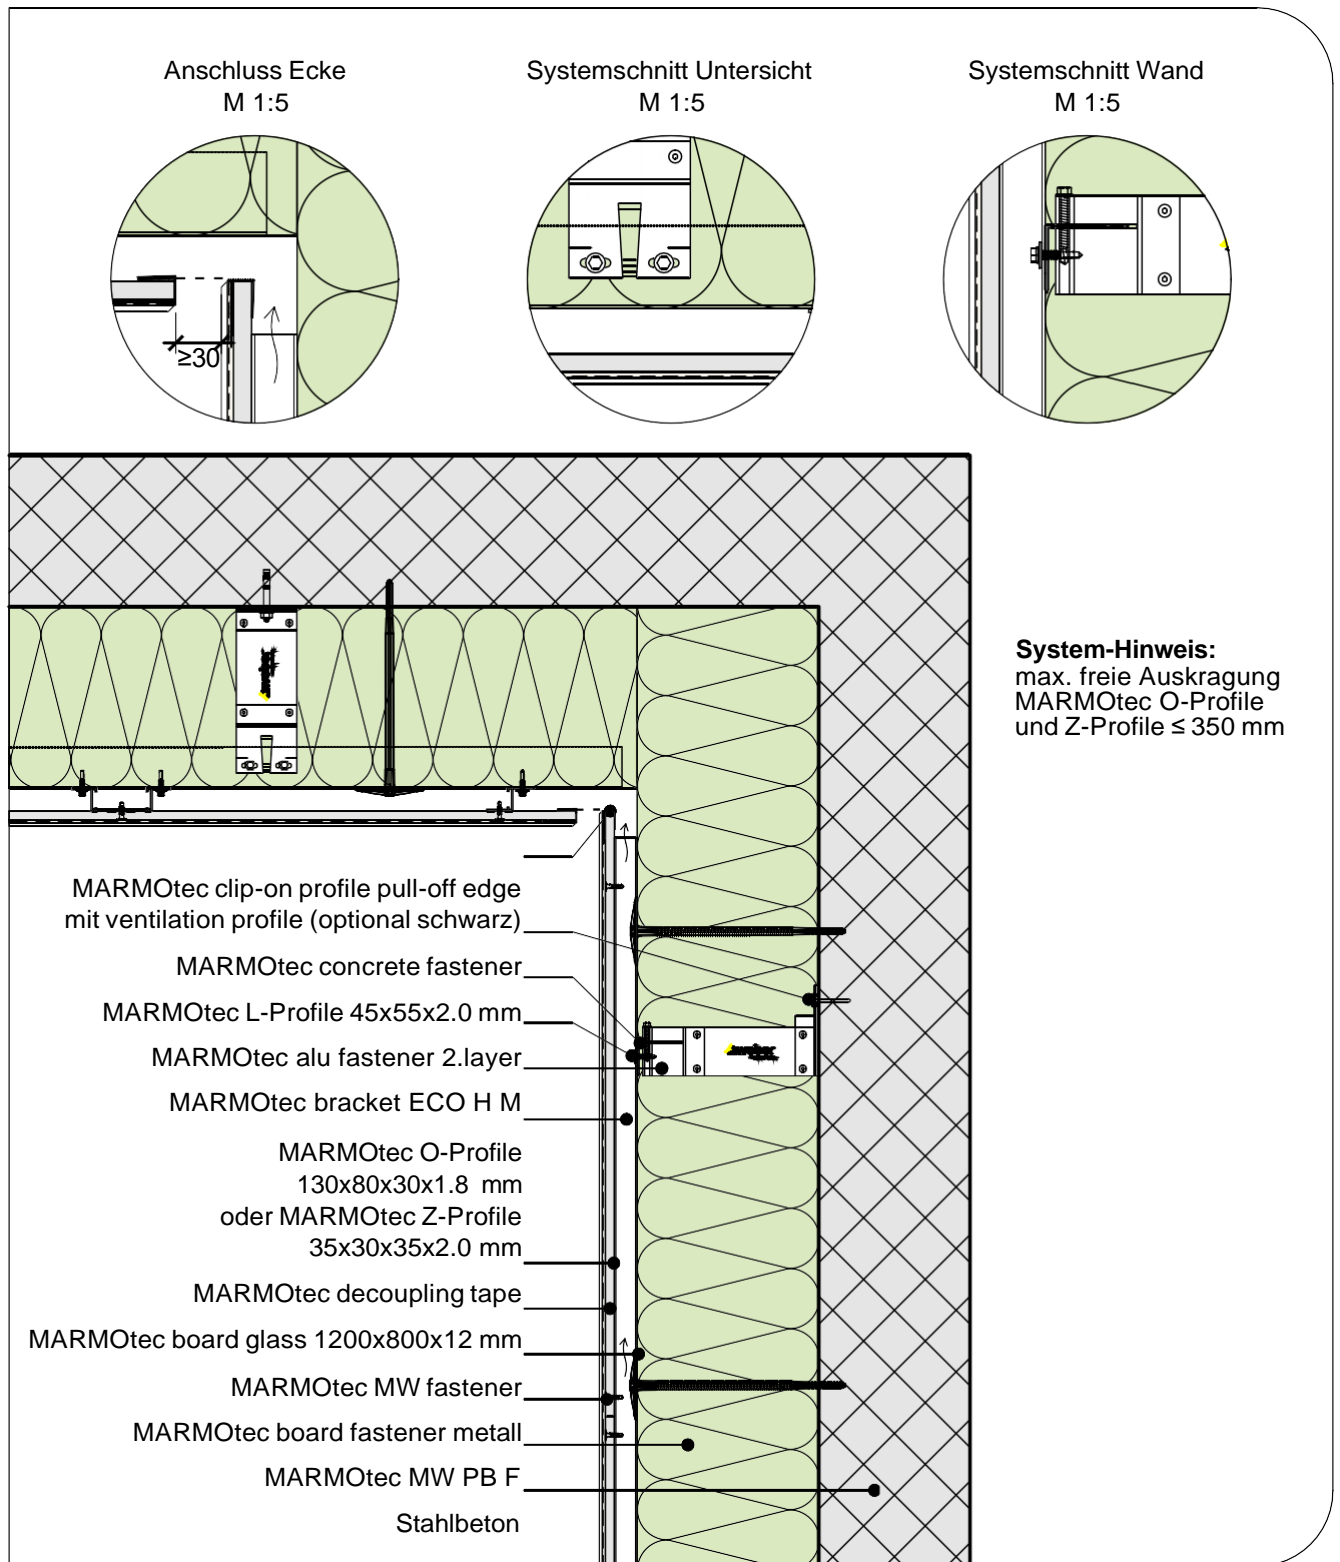 Anschluss Ecke
M 1:5
Systemschnitt Untersicht
M 1:5
Systemschnitt Wand
M 1:5
≥30
System-Hinweis:
max. freie Auskragung
MARMOtec O-Profile
und Z-Profile ≤ 350 mm
MARMOtec clip-on profile pull-off edge
mit ventilation profile (optional schwarz)
MARMOtec concrete fastener
MARMOtec L-Profile 45x55x2.0 mm
MARMOtec alu fastener 2.layer
MARMOtec bracket ECO H M
MARMOtec O-Profile
130x80x30x1.8 mm
oder MARMOtec Z-Profile
35x30x35x2.0 mm
MARMOtec decoupling tape
MARMOtec board glass 1200x800x12 mm
MARMOtec MW fastener
MARMOtec board fastener metall
MARMOtec MW PB F
Stahlbeton